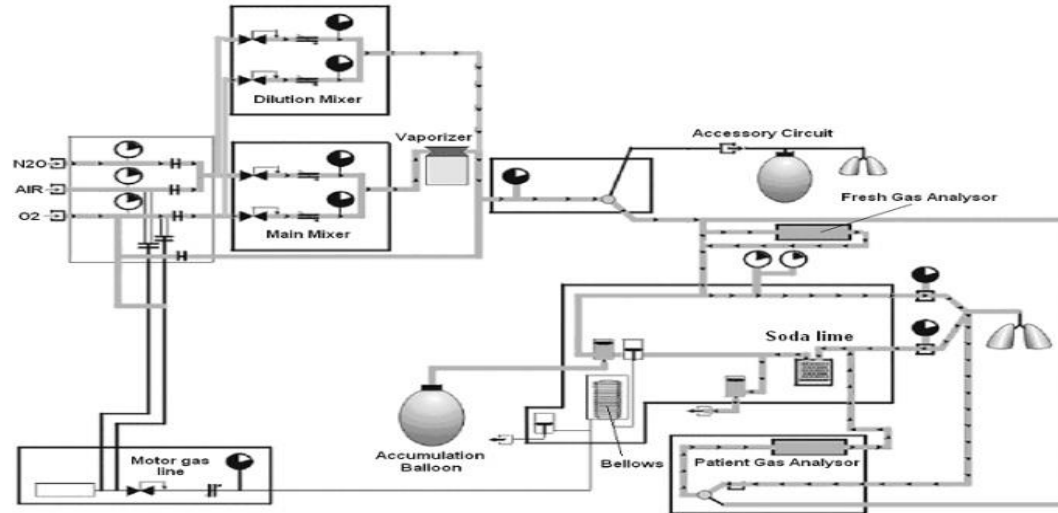 Dilution Mixer
Vaporizer
Accessory Circuit
N2O
AIR
O2
Main Mixer
Fresh Gas Analysor
Soda lime
Motor gas
line
Accumulation
Balloon
Bellows
Patient Gas Analysor